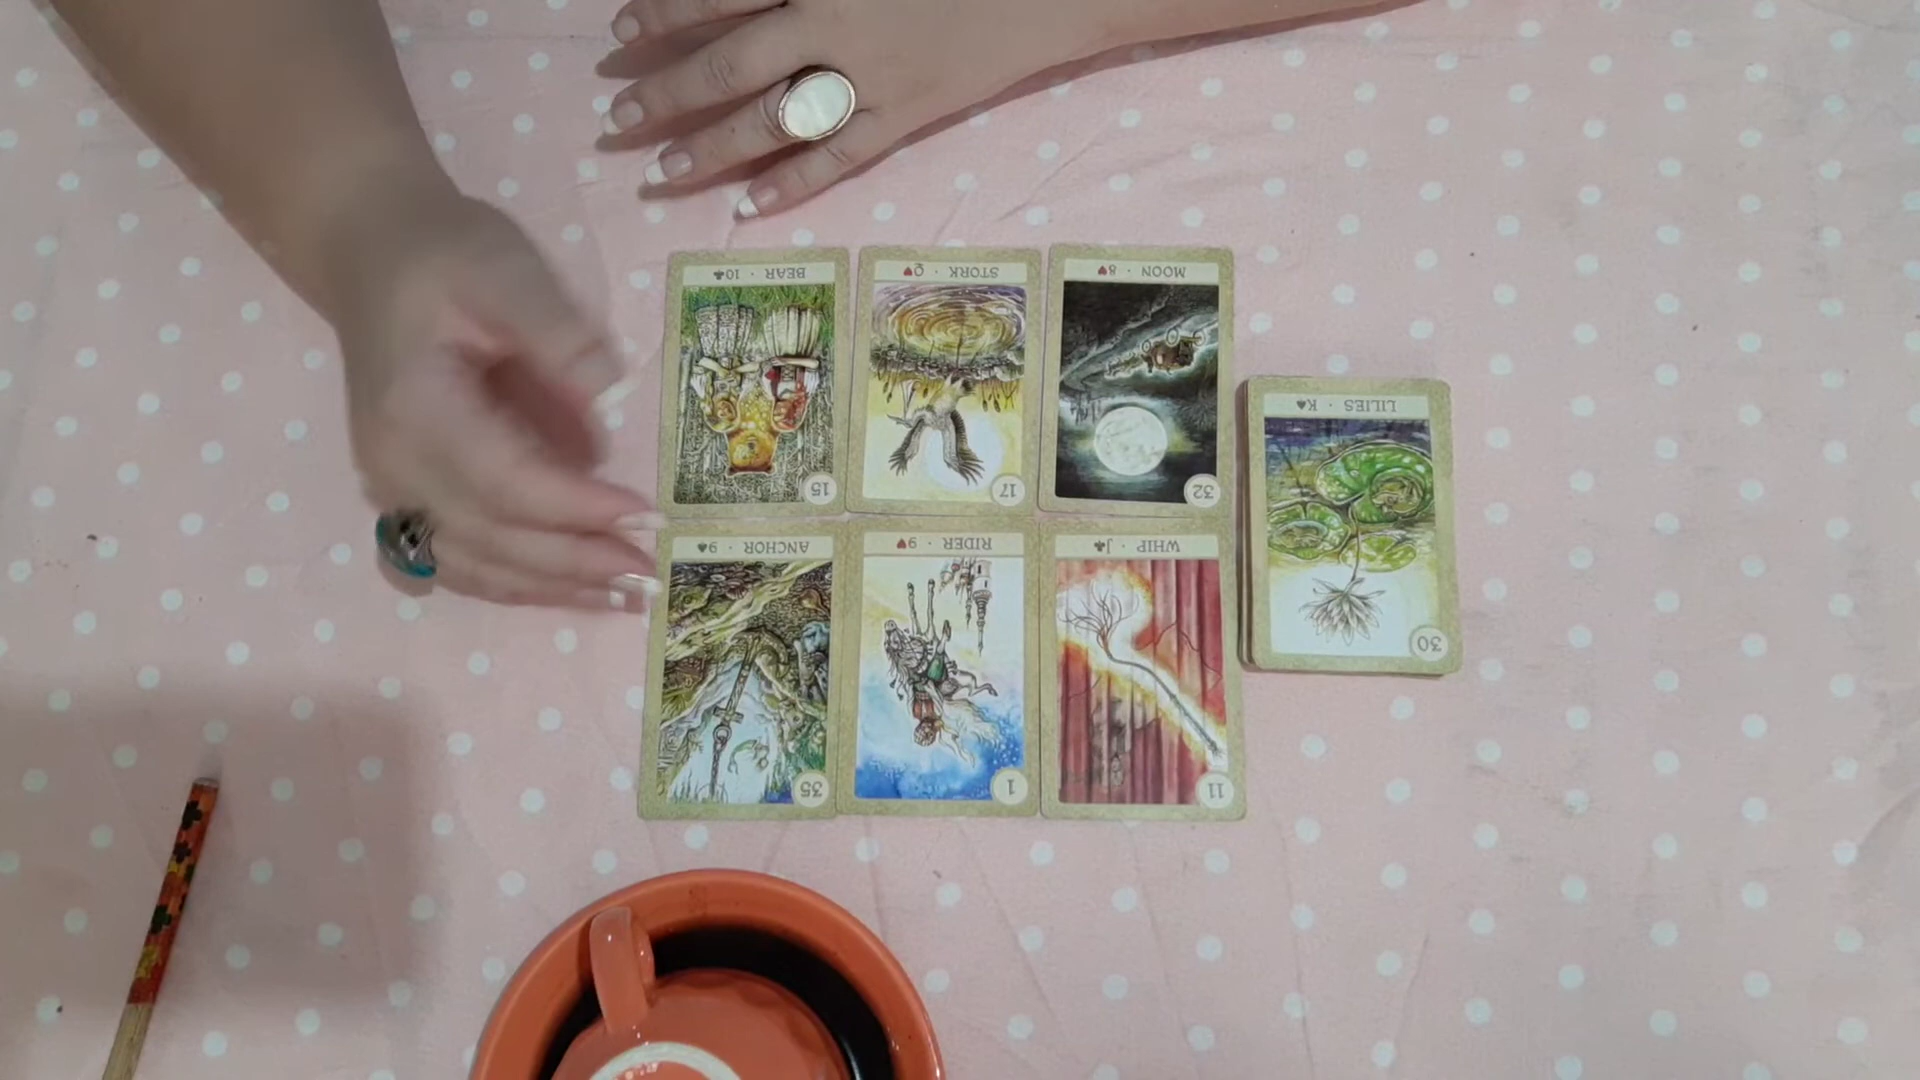 BEAR · 10♣
15
STORK · Q♥
17
MOON · 8♥
32
LILIES · K♠
30
ANCHOR · 9♠
35
RIDER · 9♥
1
WHIP · J♣
11